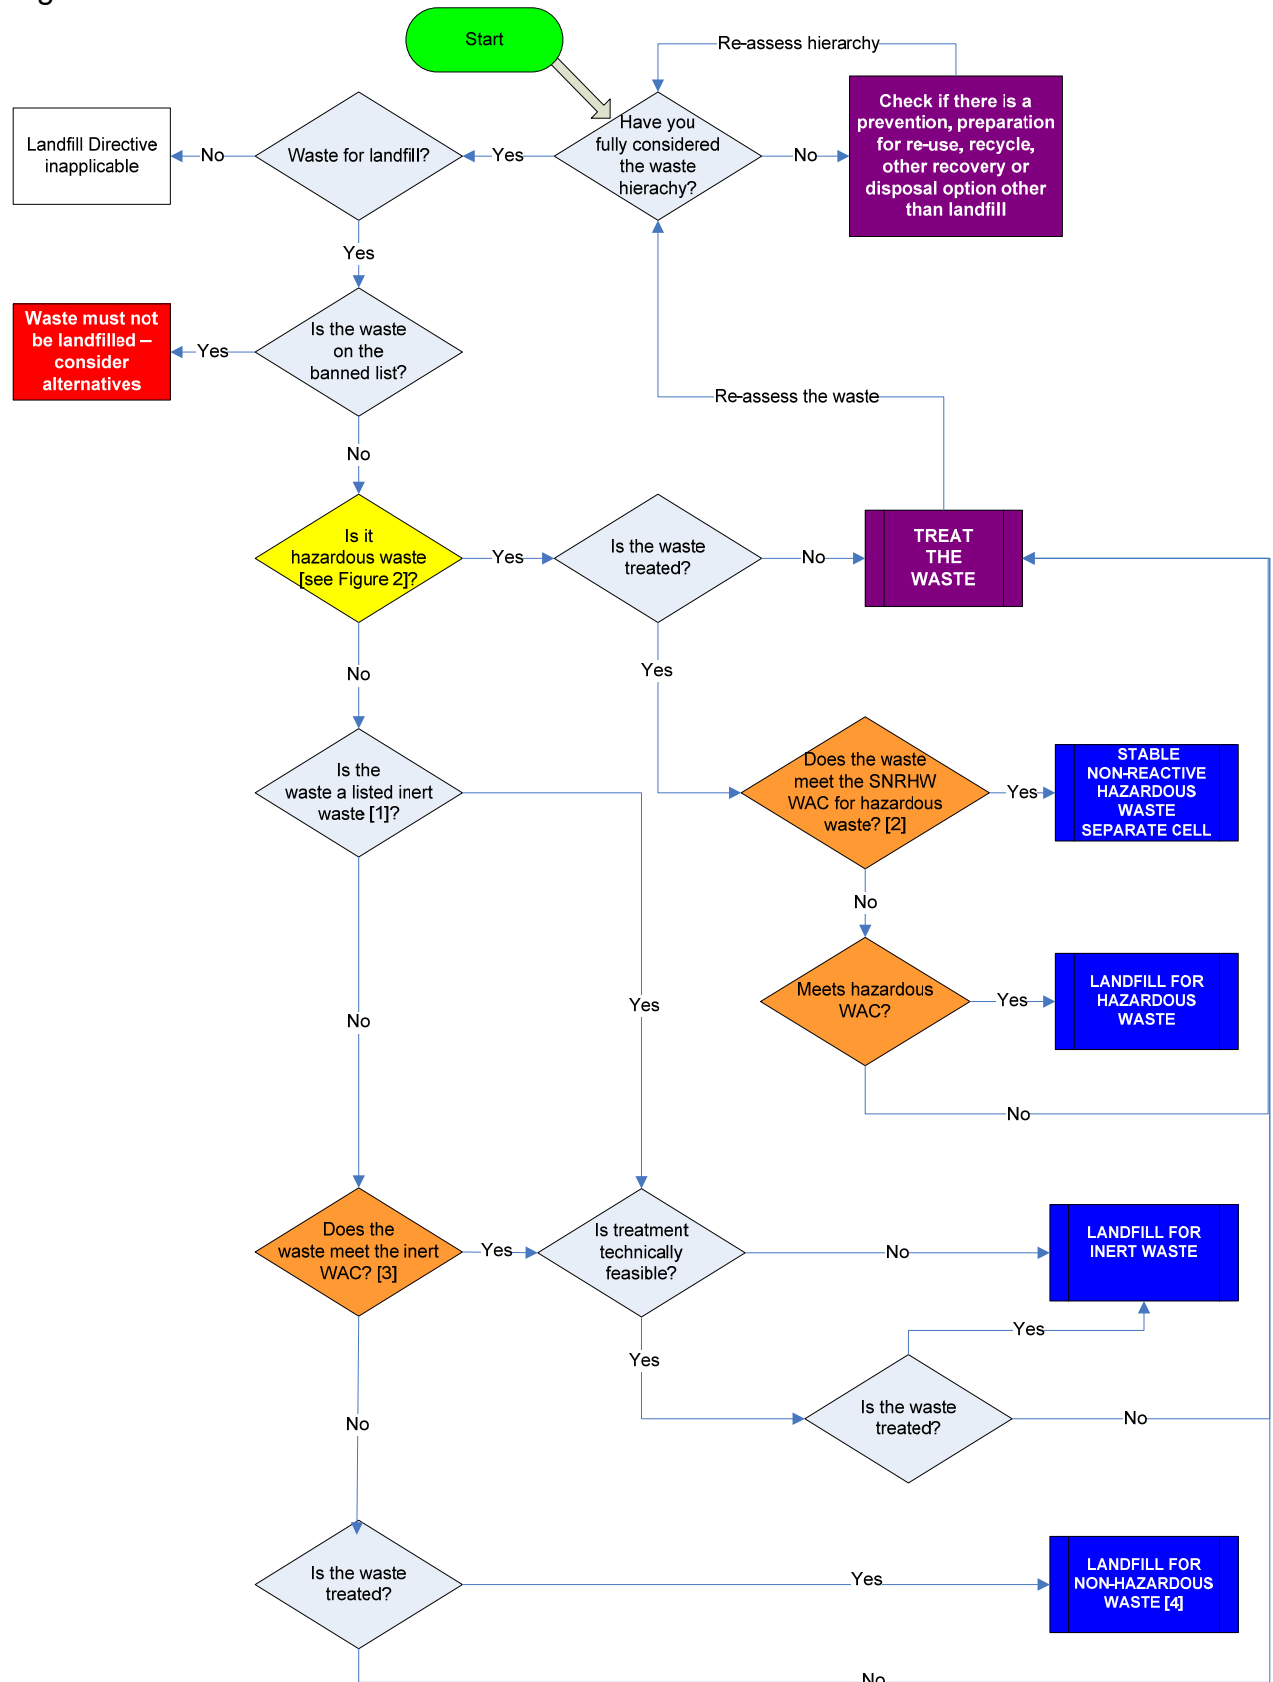 Start
Re-assess hierarchy
Have you
fully considered
the waste
hierachy?
No
Check if there is a
prevention, preparation
for re-use, recycle,
other recovery or
disposal option other
than landfill
Yes
Waste for landfill?
No
Landfill Directive
inapplicable
Yes
Is the waste
on the
banned list?
Yes
Waste must not
be landfilled –
consider
alternatives
No
Re-assess the waste
Is it
hazardous waste
[see Figure 2]?
Yes
Is the waste
treated?
No
TREAT
THE
WASTE
No
Yes
Is the
waste a listed inert
waste [1]?
Does the waste
meet the SNRHW
WAC for hazardous
waste? [2]
Yes
STABLE
NON-REACTIVE
HAZARDOUS
WASTE
SEPARATE CELL
No
Meets hazardous
WAC?
Yes
LANDFILL FOR
HAZARDOUS
WASTE
No
Yes
No
Does the
waste meet the inert
WAC? [3]
Yes
Is treatment
technically
feasible?
No
LANDFILL FOR
INERT WASTE
Yes
Yes
Is the waste
treated?
No
No
Is the waste
treated?
Yes
LANDFILL FOR
NON-HAZARDOUS
WASTE [4]
No